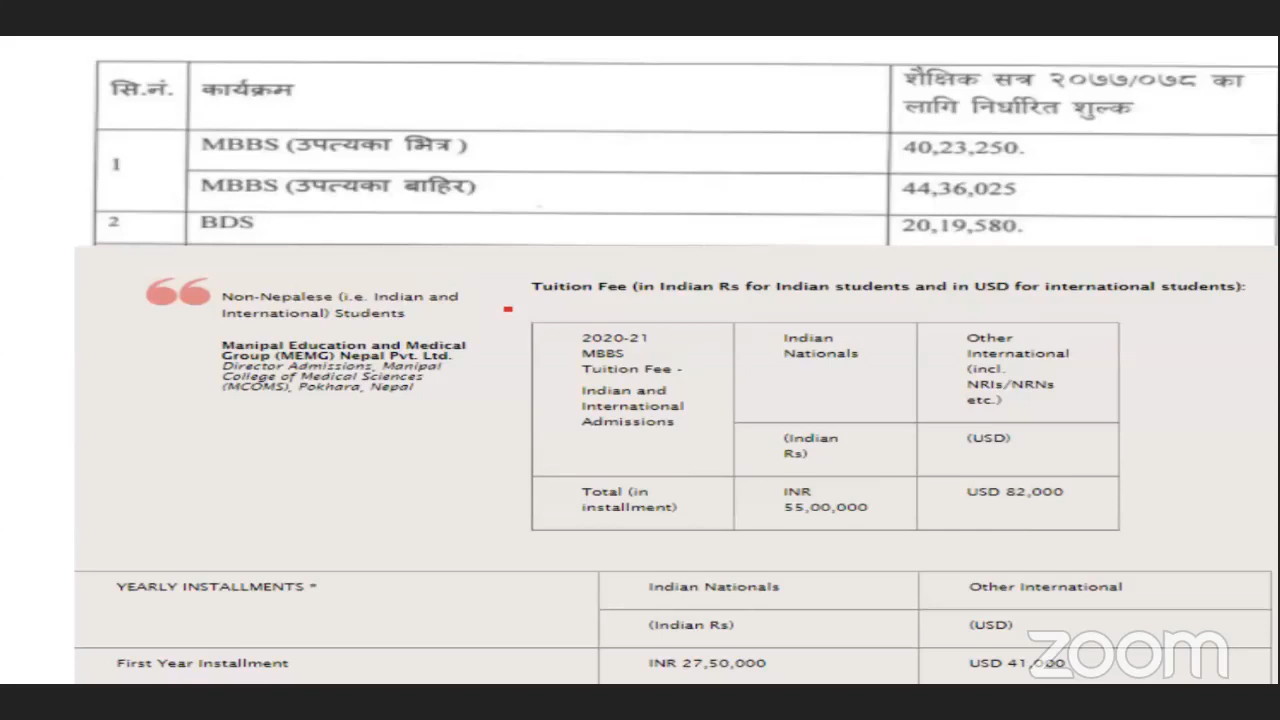 सि.नं. कार्यक्रम शैक्षिक सत्र २०७७/०७८ का
लागि निर्धारित शुल्क
1 MBBS (उपत्यका भित्र ) 40,23,250.
MBBS (उपत्यका बाहिर) 44,36,025
2 BDS 20,19,580.
“
Non-Nepalese (i.e. Indian and
International) Students
Manipal Education and Medical
Group (MEMG) Nepal Pvt. Ltd.
Director Admissions, Manipal
College of Medical Sciences
(MCOMS), Pokhara, Nepal
Tuition Fee (in Indian Rs for Indian students and in USD for international students):
2020-21
MBBS
Tuition Fee -
Indian and
International
Admissions
Indian
Nationals
Other
International
(incl.
NRIs/NRNs
etc.)
(Indian
Rs)
(USD)
Total (in
installment)
INR
55,00,000
USD 82,000
YEARLY INSTALLMENTS * Indian Nationals Other International
(Indian Rs) (USD)
First Year Installment INR 27,50,000 USD 41,000
zoom